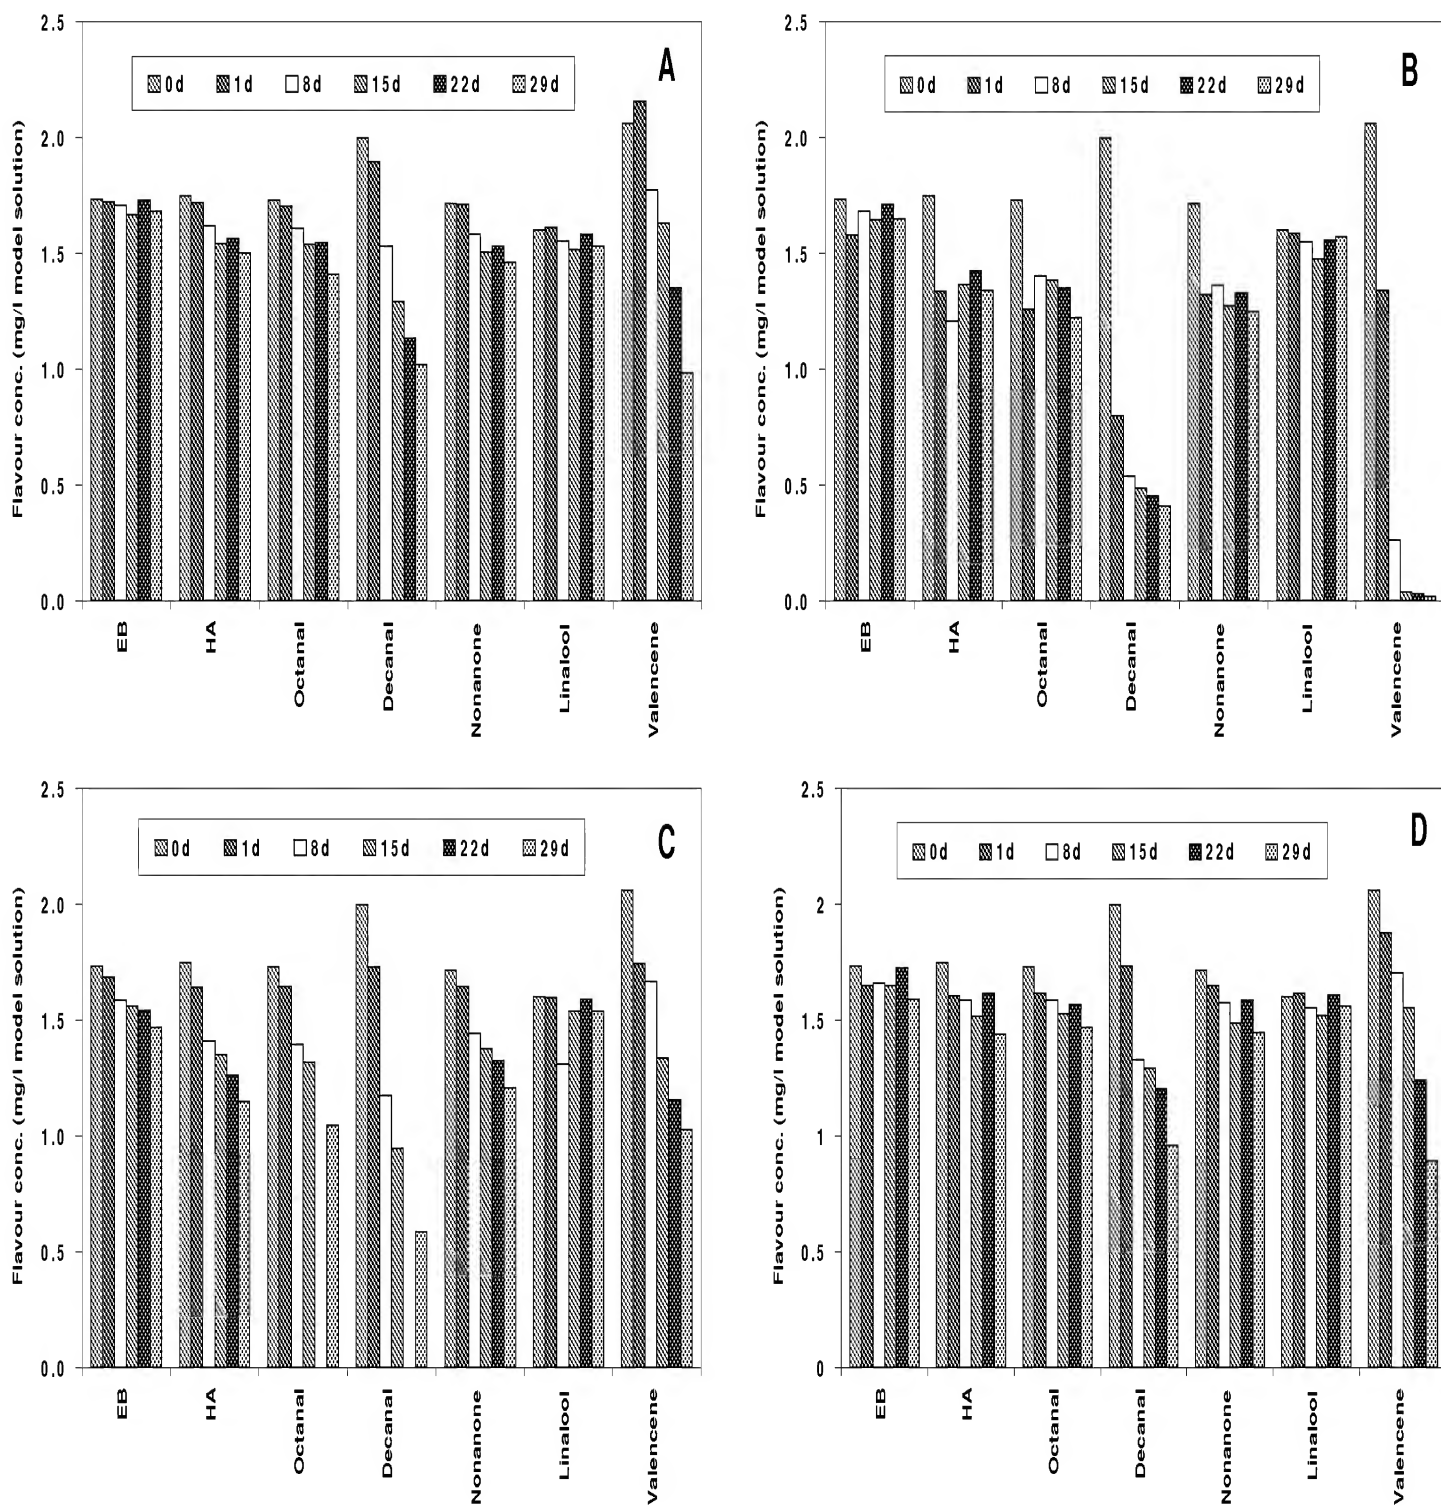 A
Flavour conc. (mg/l model solution)
2.5
2.0
1.5
1.0
0.5
0.0
0d 1d 8d 15d 22d 29d
EB
HA
Octanal
Decanal
Nonanone
Linalool
Valencene
B
Flavour conc. (mg/l model solution)
2.5
2.0
1.5
1.0
0.5
0.0
0d 1d 8d 15d 22d 29d
EB
HA
Octanal
Decanal
Nonanone
Linalool
Valencene
C
Flavour conc. (mg/l model solution)
2.5
2.0
1.5
1.0
0.5
0.0
0d 1d 8d 15d 22d 29d
EB
HA
Octanal
Decanal
Nonanone
Linalool
Valencene
D
Flavour conc. (mg/l model solution)
2.5
2
1.5
1
0.5
0
0d 1d 8d 15d 22d 29d
EB
HA
Octanal
Decanal
Nonanone
Linalool
Valencene